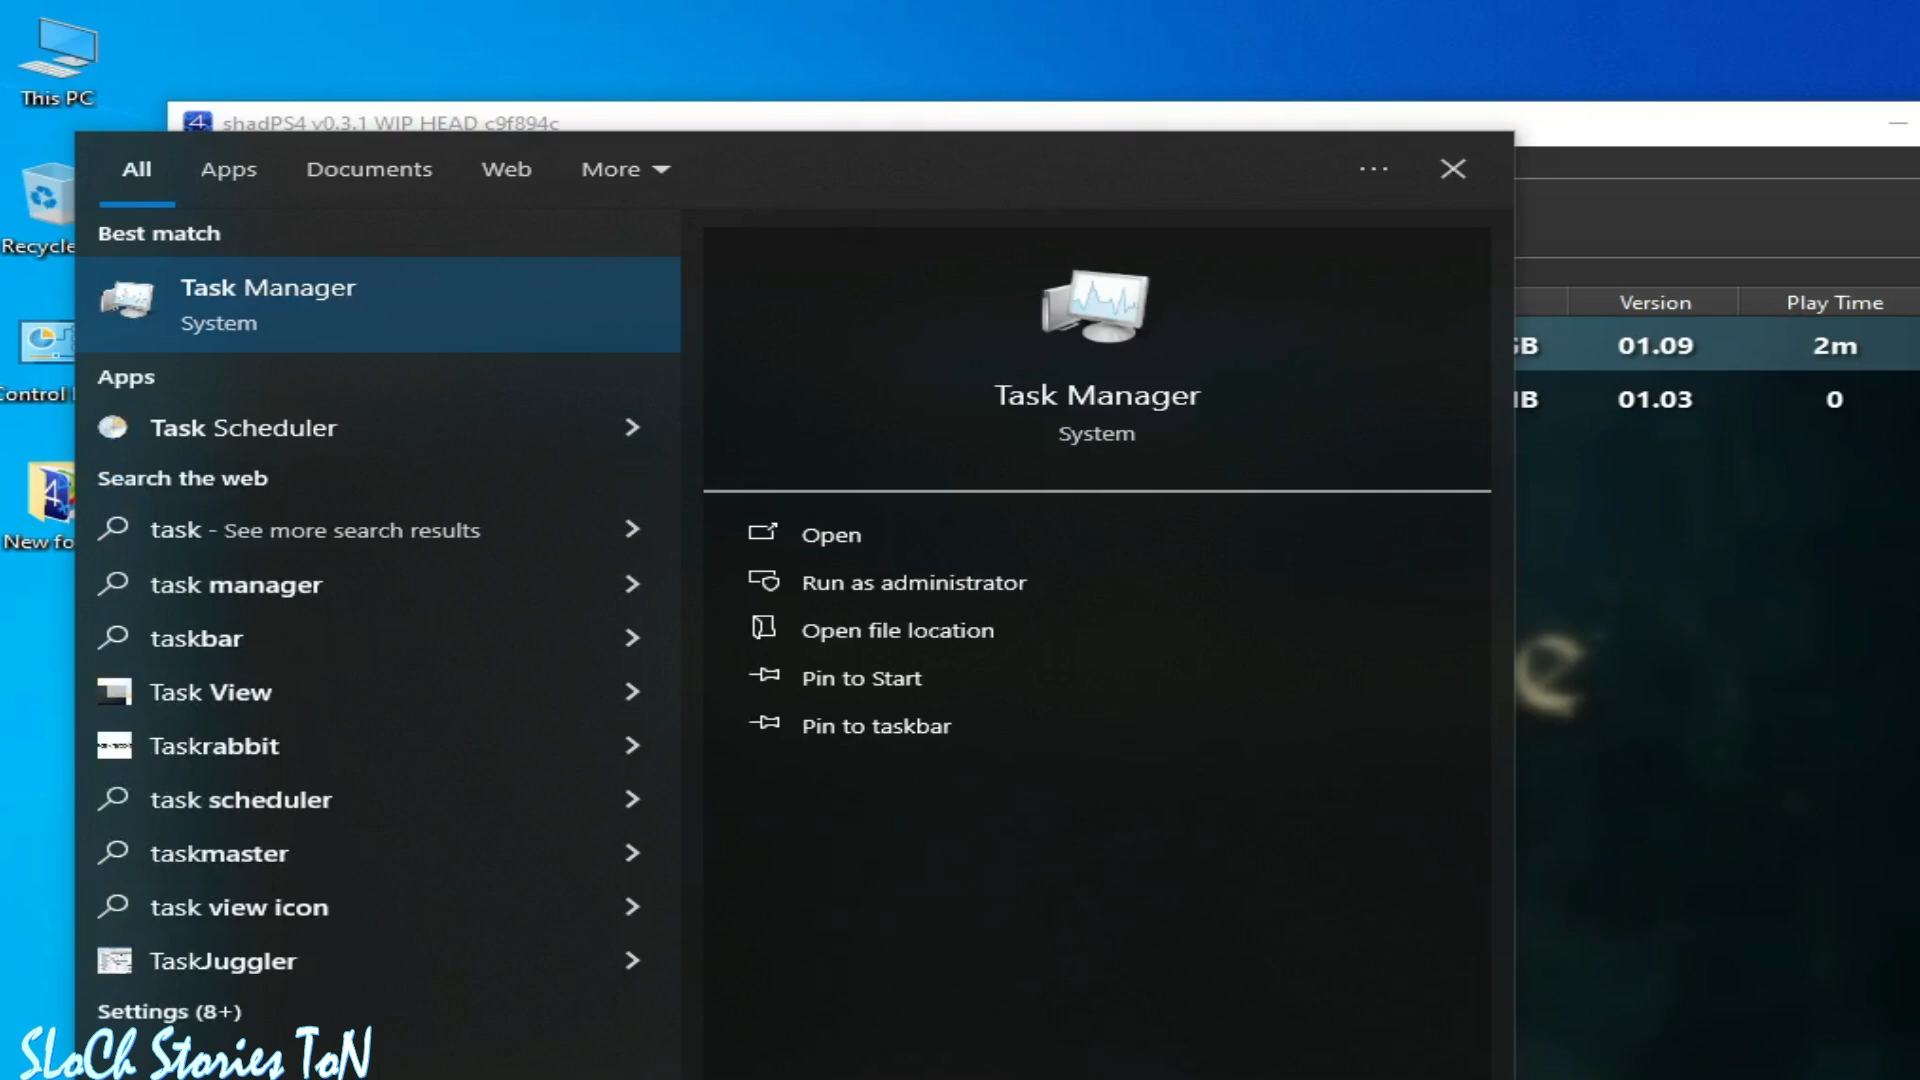 This PC
shadPS4 v0.3.1 WIP HEAD c9f894c
All Apps Documents Web More
Recycle
Best match
Task Manager
System
Apps
Task Scheduler
Search the web
task - See more search results
task manager
taskbar
Task View
Taskrabbit
task scheduler
taskmaster
task view icon
TaskJuggler
Settings (8+)
Task Manager
System
Open
Run as administrator
Open file location
Pin to Start
Pin to taskbar
Version Play Time
GB 01.09 2m
01.03 0
e
Control
New fo
SLoCh Stories ToN